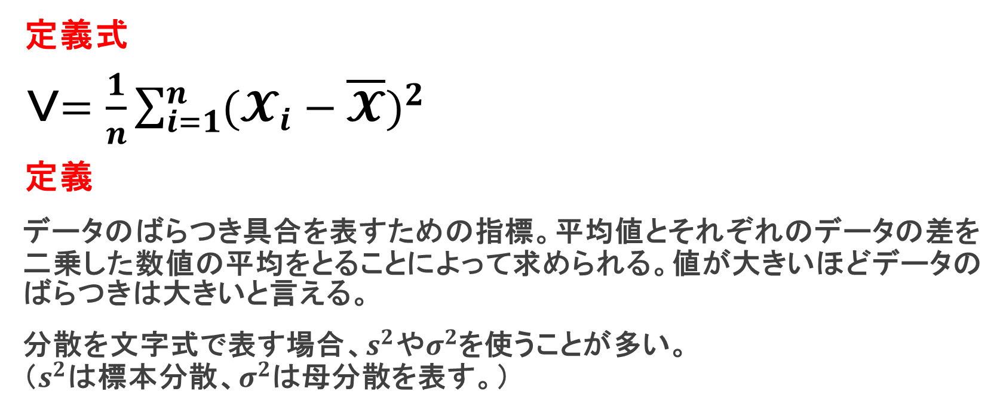 定義式
V= 1/n ∑ⁿᵢ₌₁(xᵢ − x̅)²
定義
データのばらつき具合を表すための指標。平均値とそれぞれのデータの差を
二乗した数値の平均をとることによって求められる。値が大きいほどデータの
ばらつきは大きいと言える。
分散を文字式で表す場合、s²やσ²を使うことが多い。
（s²は標本分散、σ²は母分散を表す。）